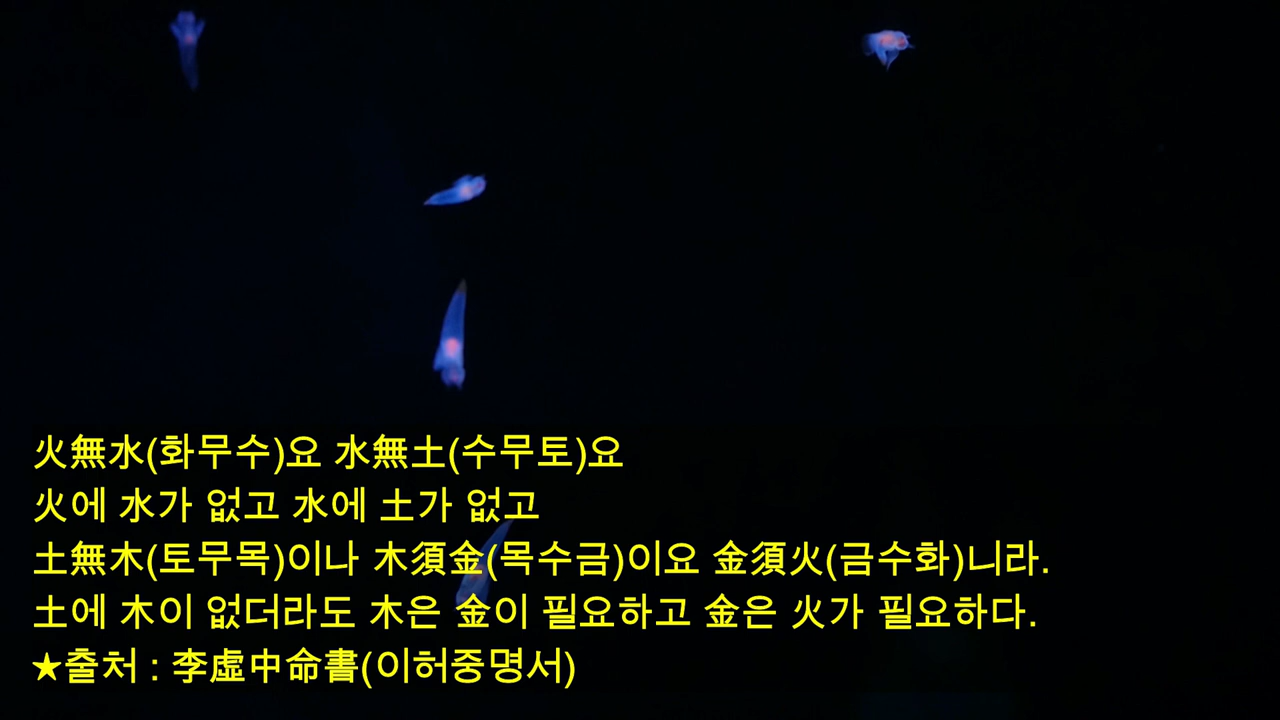 火無水(화무수)요 水無土(수무토)요
火에 水가 없고 水에 土가 없고
土無木(토무목)이나 木須金(목수금)이요 金須火(금수화)니라.
土에 木이 없더라도 木은 金이 필요하고 金은 火가 필요하다.
★출처 : 李虛中命書(이허중명서)